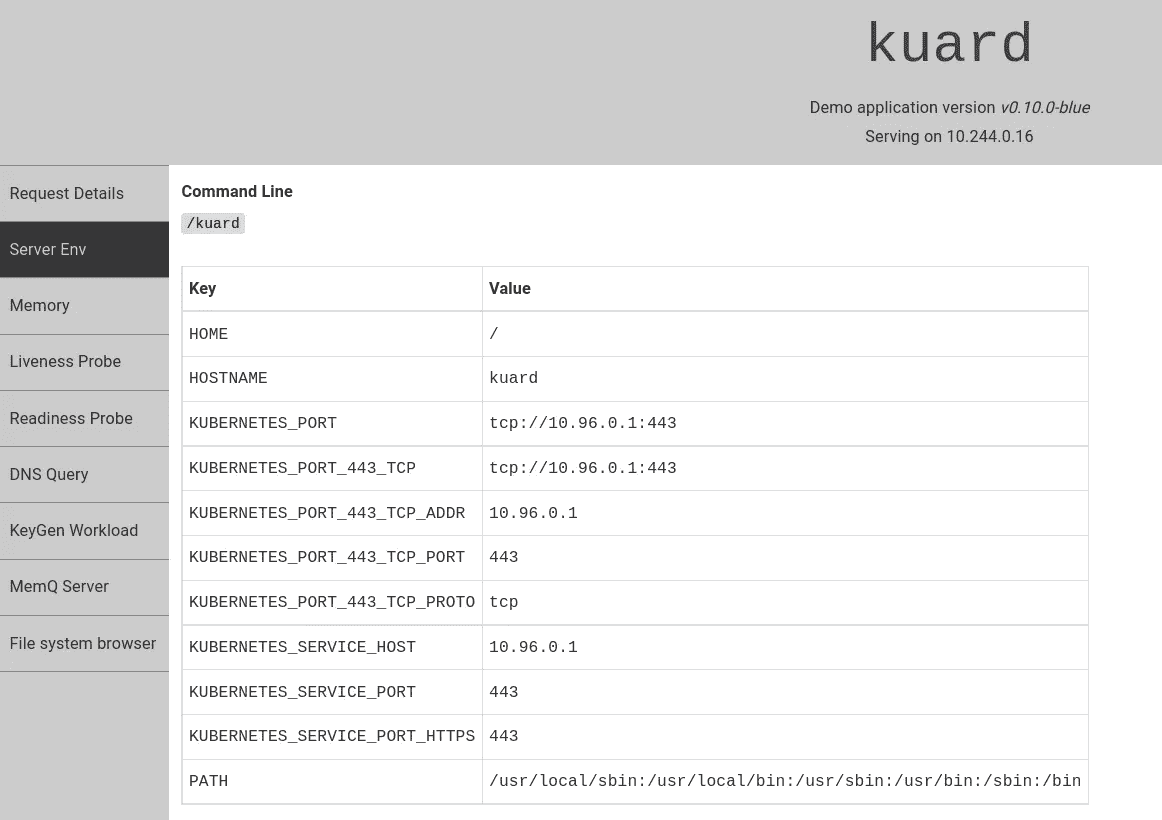 kuard
Demo application version v0.10.0-blue
Serving on 10.244.0.16
Request Details
Server Env
Memory
Liveness Probe
Readiness Probe
DNS Query
KeyGen Workload
MemQ Server
File system browser
Command Line
/kuard
Key Value
HOME /
HOSTNAME kuard
KUBERNETES_PORT tcp://10.96.0.1:443
KUBERNETES_PORT_443_TCP tcp://10.96.0.1:443
KUBERNETES_PORT_443_TCP_ADDR 10.96.0.1
KUBERNETES_PORT_443_TCP_PORT 443
KUBERNETES_PORT_443_TCP_PROTO tcp
KUBERNETES_SERVICE_HOST 10.96.0.1
KUBERNETES_SERVICE_PORT 443
KUBERNETES_SERVICE_PORT_HTTPS 443
PATH /usr/local/sbin:/usr/local/bin:/usr/sbin:/usr/bin:/sbin:/bin